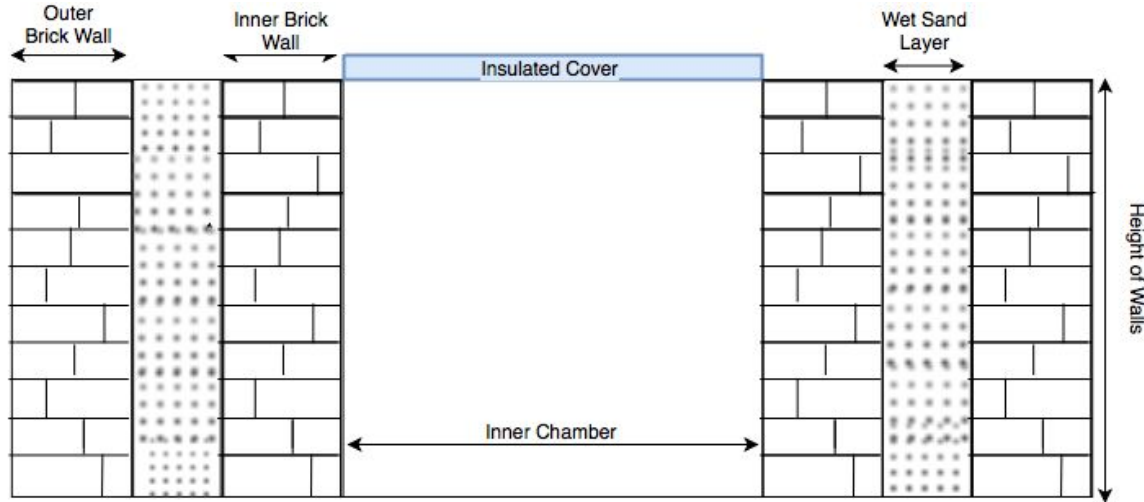 Outer
Brick Wall
Inner Brick
Wall
Wet Sand
Layer
Insulated Cover
Height of Walls
Inner Chamber